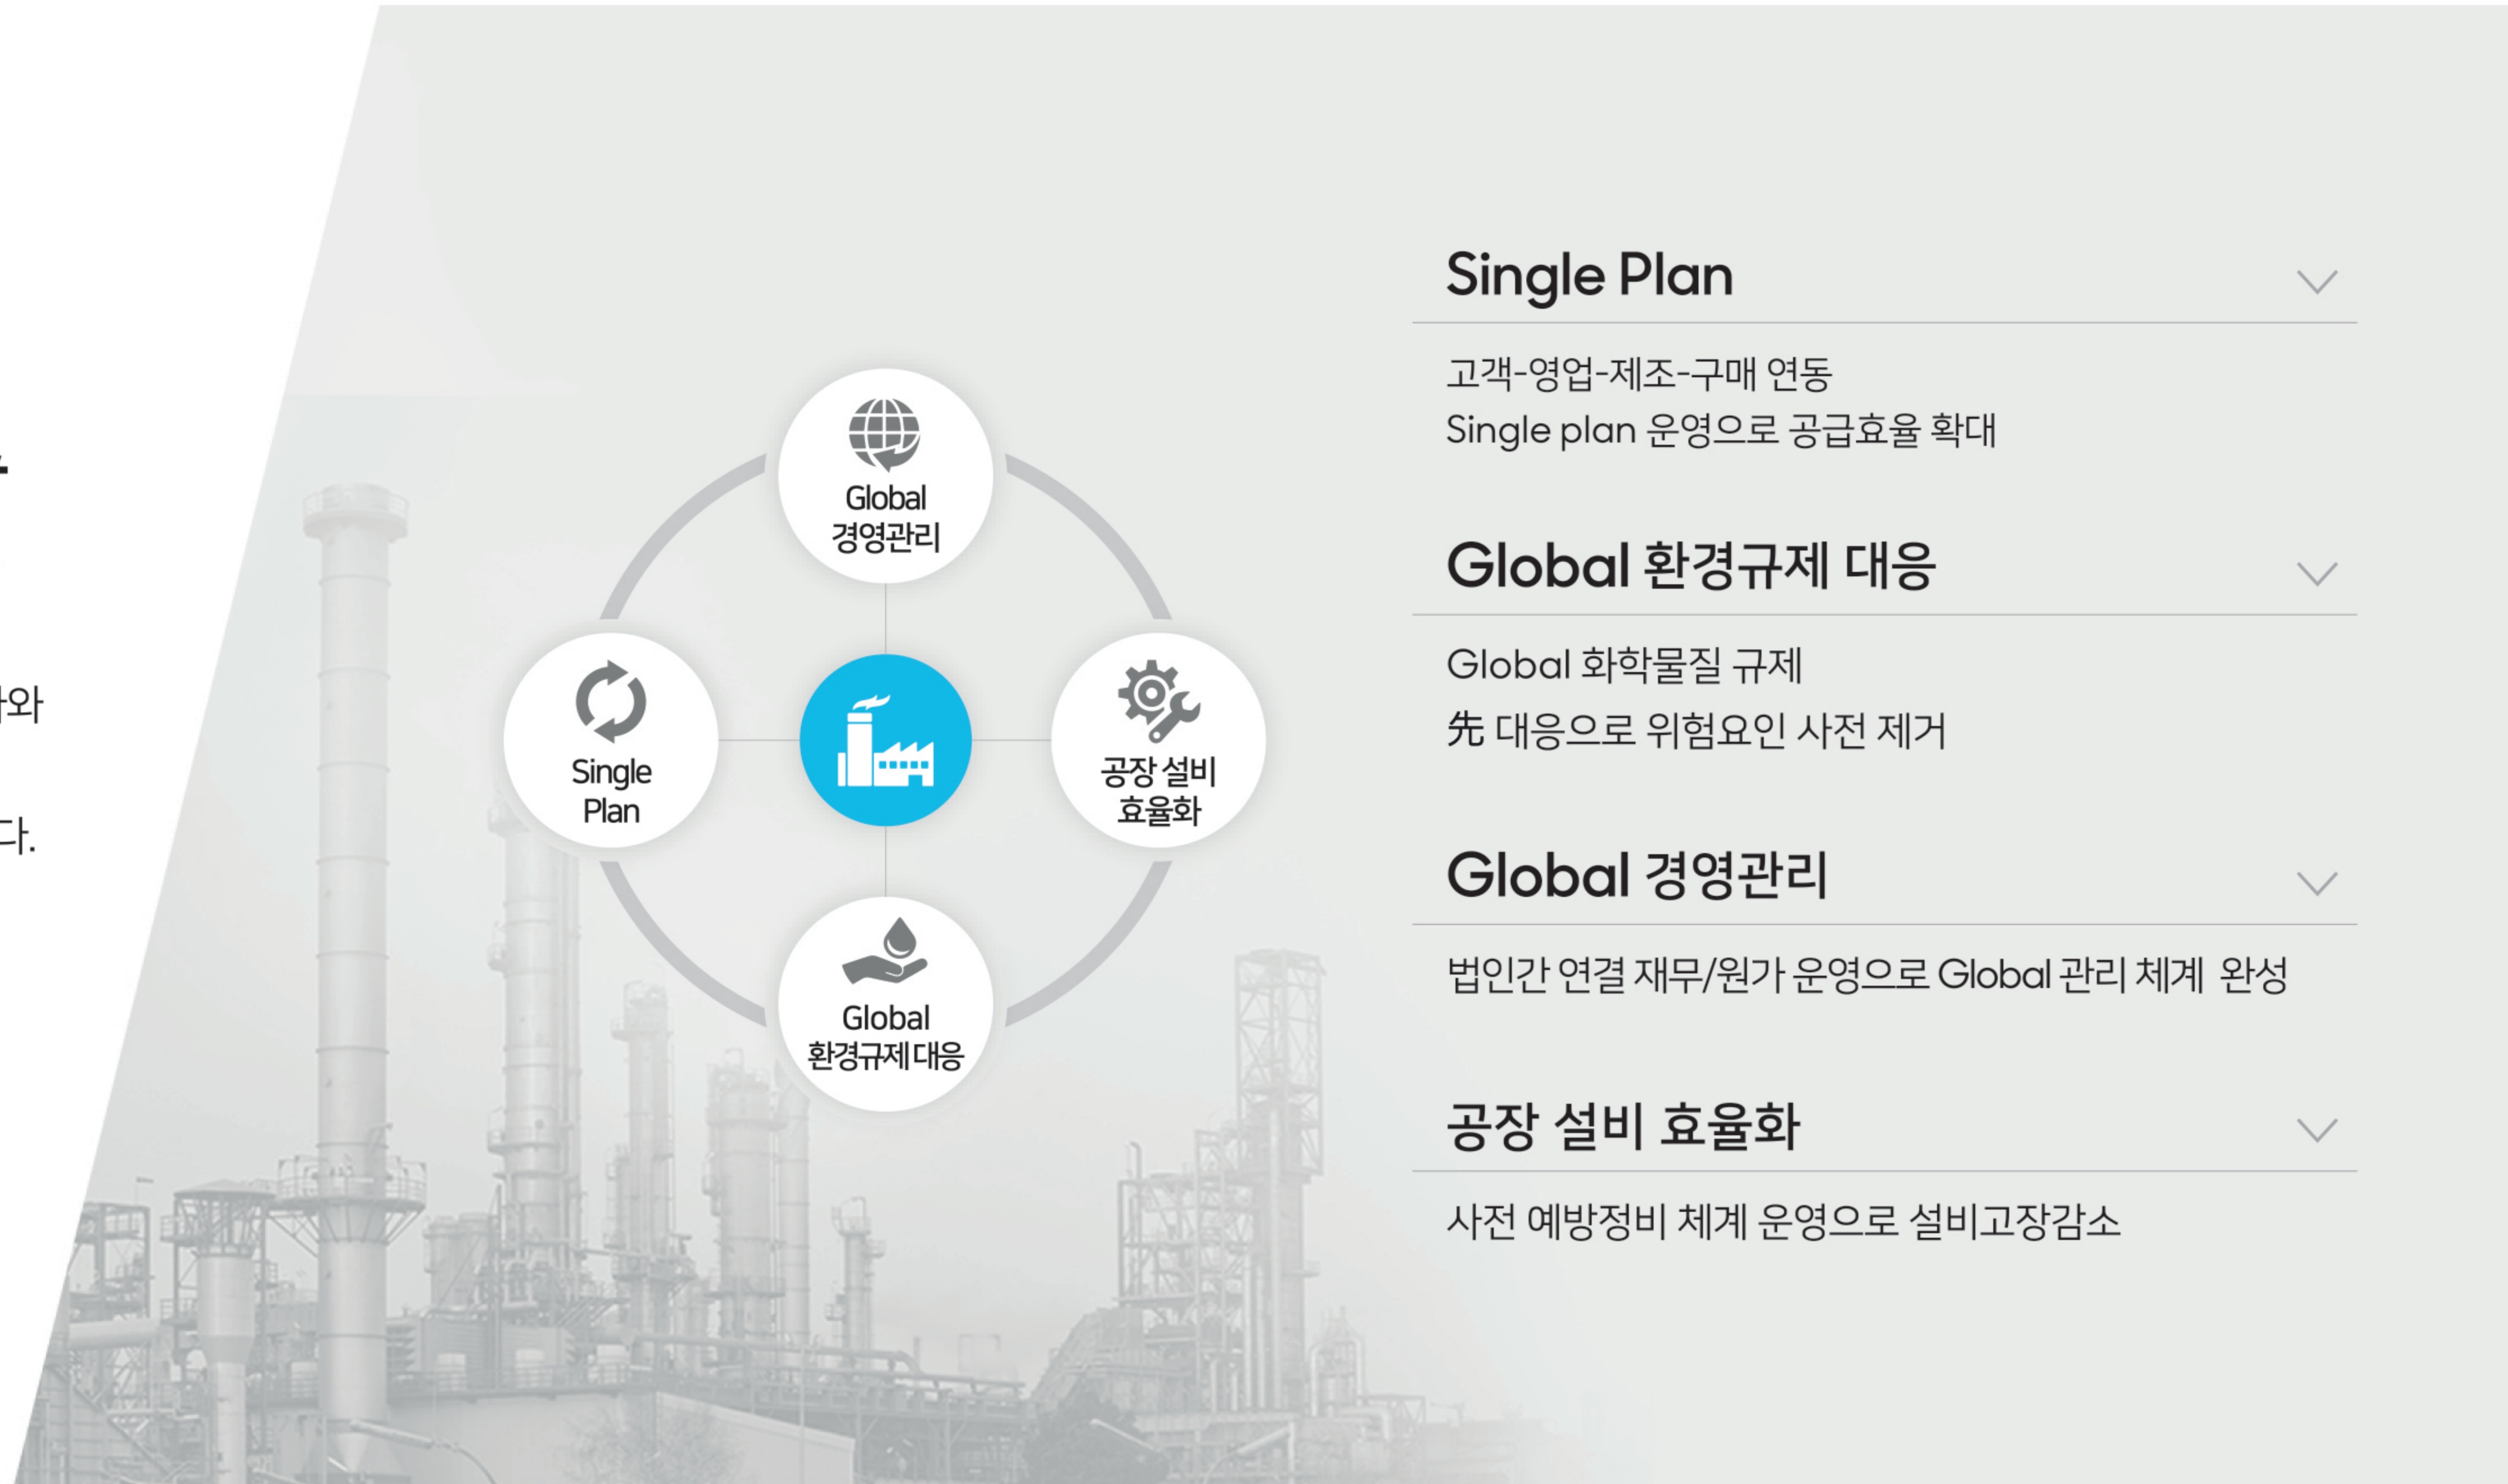 Global
경영관리
Single
Plan
공장 설비
효율화
Global
환경규제 대응
Single Plan
고객-영업-제조-구매 연동
Single plan 운영으로 공급효율 확대
Global 환경규제 대응
Global 화학물질 규제
先 대응으로 위험요인 사전 제거
Global 경영관리
법인간 연결 재무/원가 운영으로 Global 관리 체계 완성
공장 설비 효율화
사전 예방정비 체계 운영으로 설비고장감소
와
다.